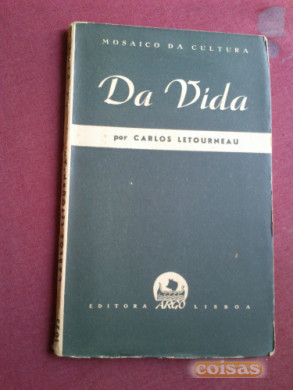 MOSAICO DA CULTURA
Da Vida
por CARLOS LETOURNEAU
ARGO
EDITORA LISBOA
coisas